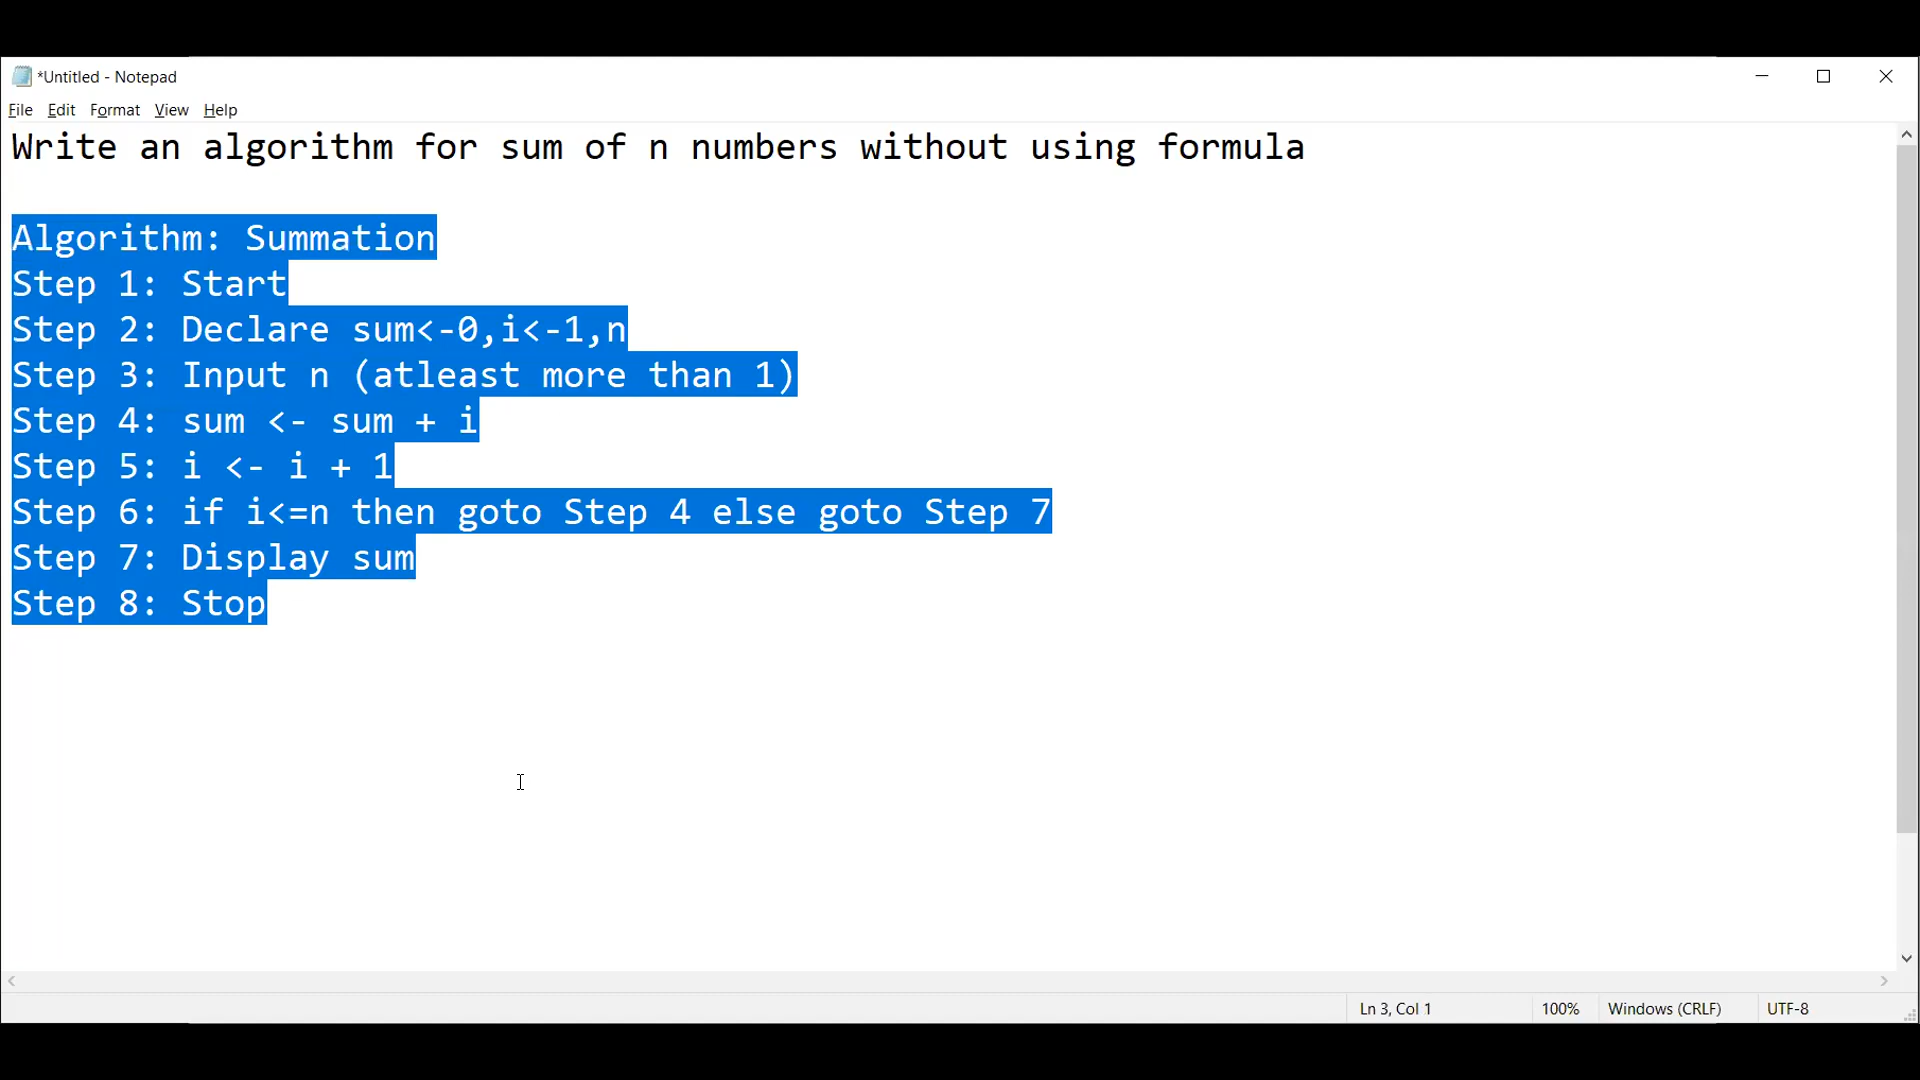 *Untitled - Notepad
File Edit Format View Help
Write an algorithm for sum of n numbers without using formula
Algorithm: Summation
Step 1: Start
Step 2: Declare sum<-0,i<-1,n
Step 3: Input n (atleast more than 1)
Step 4: sum <- sum + i
Step 5: i <- i + 1
Step 6: if i<=n then goto Step 4 else goto Step 7
Step 7: Display sum
Step 8: Stop
Ln 3, Col 1 100% Windows (CRLF) UTF-8